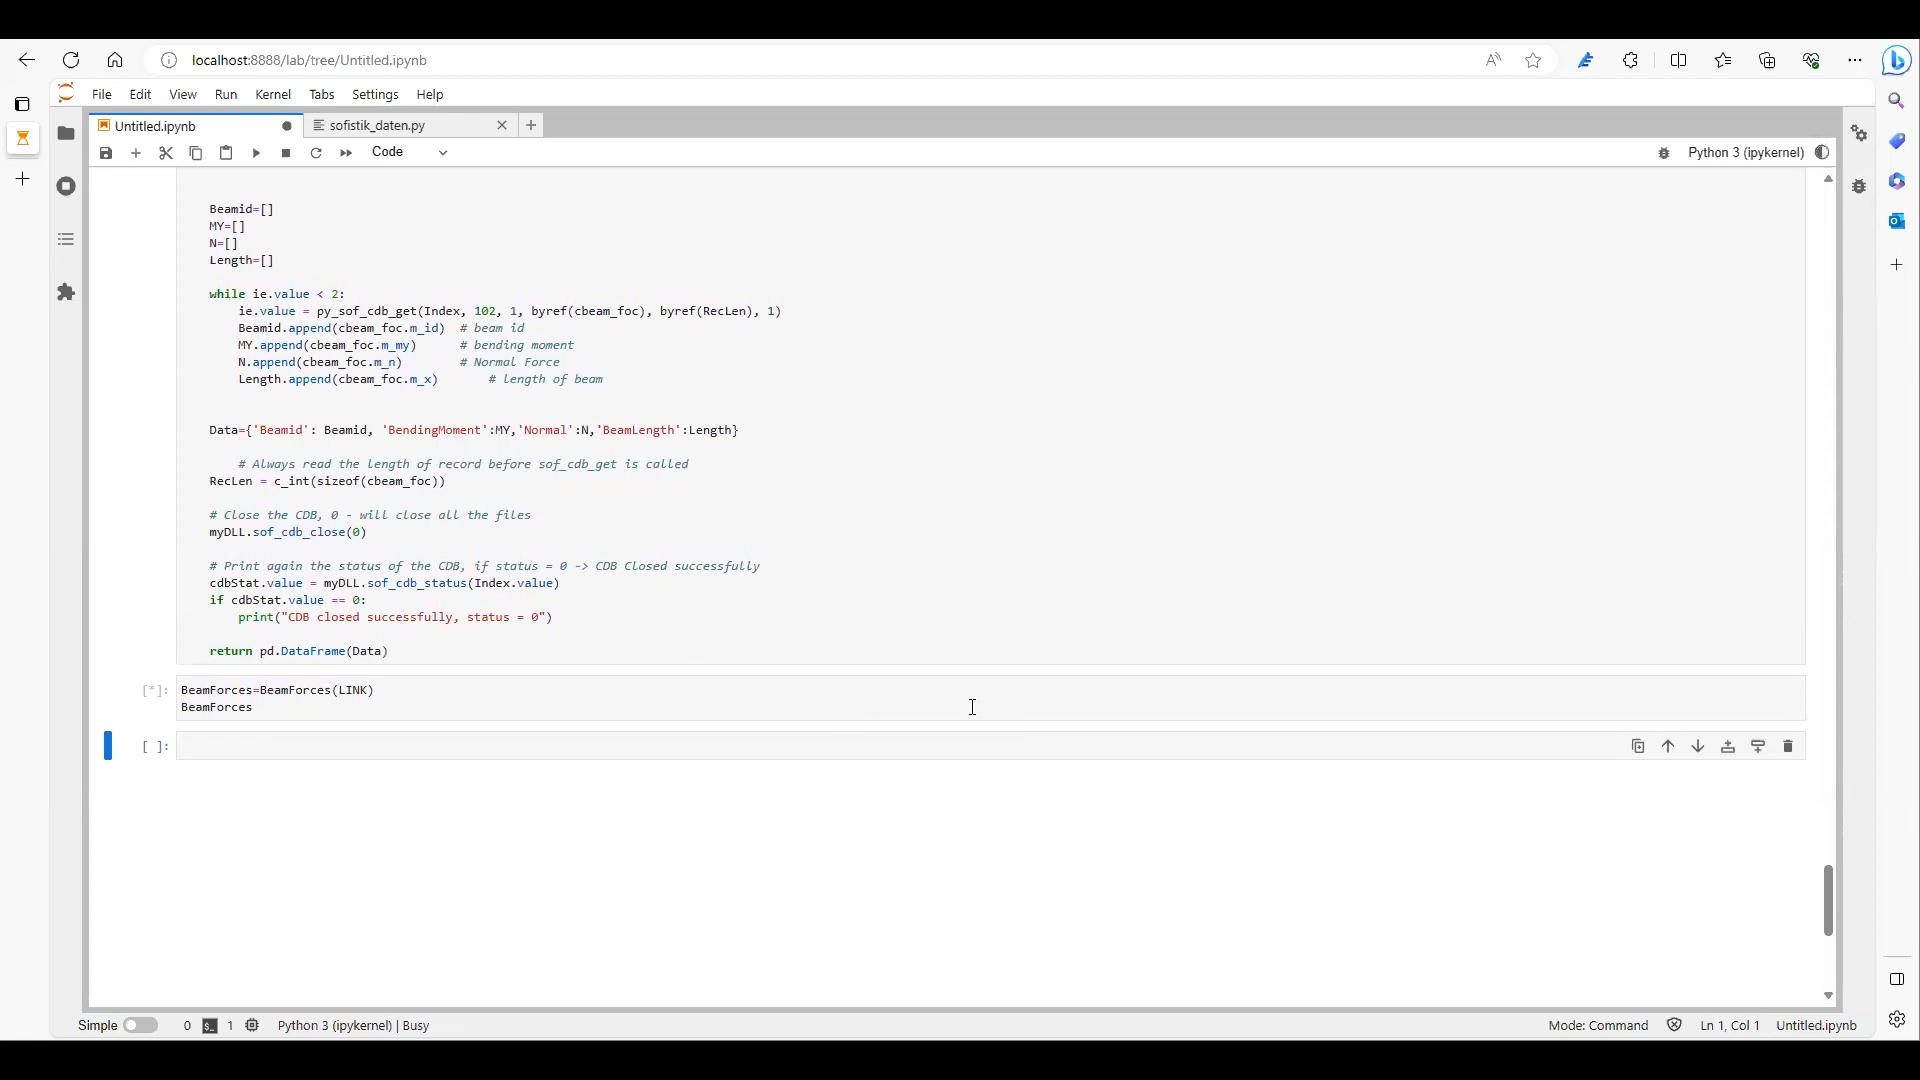 localhost:8888/lab/tree/Untitled.ipynb
File Edit View Run Kernel Tabs Settings Help
Untitled.ipynb sofistik_daten.py
Code Python 3 (ipykernel)
Beamid=[]
MY=[]
N=[]
Length=[]
while ie.value < 2:
ie.value = py_sof_cdb_get(Index, 102, 1, byref(cbeam_foc), byref(RecLen), 1)
Beamid.append(cbeam_foc.m_id) # beam id
MY.append(cbeam_foc.m_my) # bending moment
N.append(cbeam_foc.m_n) # Normal Force
Length.append(cbeam_foc.m_x) # length of beam
Data={'Beamid': Beamid, 'BendingMoment':MY,'Normal':N,'BeamLength':Length}
# Always read the length of record before sof_cdb_get is called
RecLen = c_int(sizeof(cbeam_foc))
# Close the CDB, 0 - will close all the files
myDLL.sof_cdb_close(0)
# Print again the status of the CDB, if status = 0 -> CDB Closed successfully
cdbStat.value = myDLL.sof_cdb_status(Index.value)
if cdbStat.value == 0:
print("CDB closed successfully, status = 0")
return pd.DataFrame(Data)
[*]: BeamForces=BeamForces(LINK)
BeamForces
[ ]:
Simple 0 1 Python 3 (ipykernel) | Busy Mode: Command Ln 1, Col 1 Untitled.ipynb